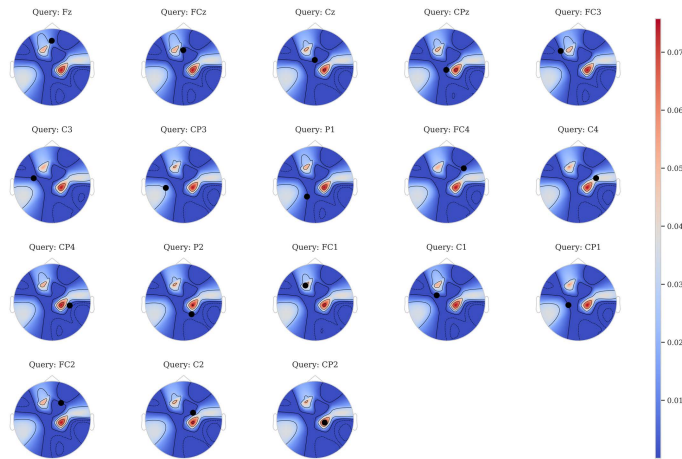 Query: Fz
Query: FCz
Query: Cz
Query: CPz
Query: FC3
0.07
0.06
0.05
0.04
0.03
0.02
0.01
Query: C3
Query: CP3
Query: P1
Query: FC4
Query: C4
Query: CP4
Query: P2
Query: FC1
Query: C1
Query: CP1
Query: FC2
Query: C2
Query: CP2